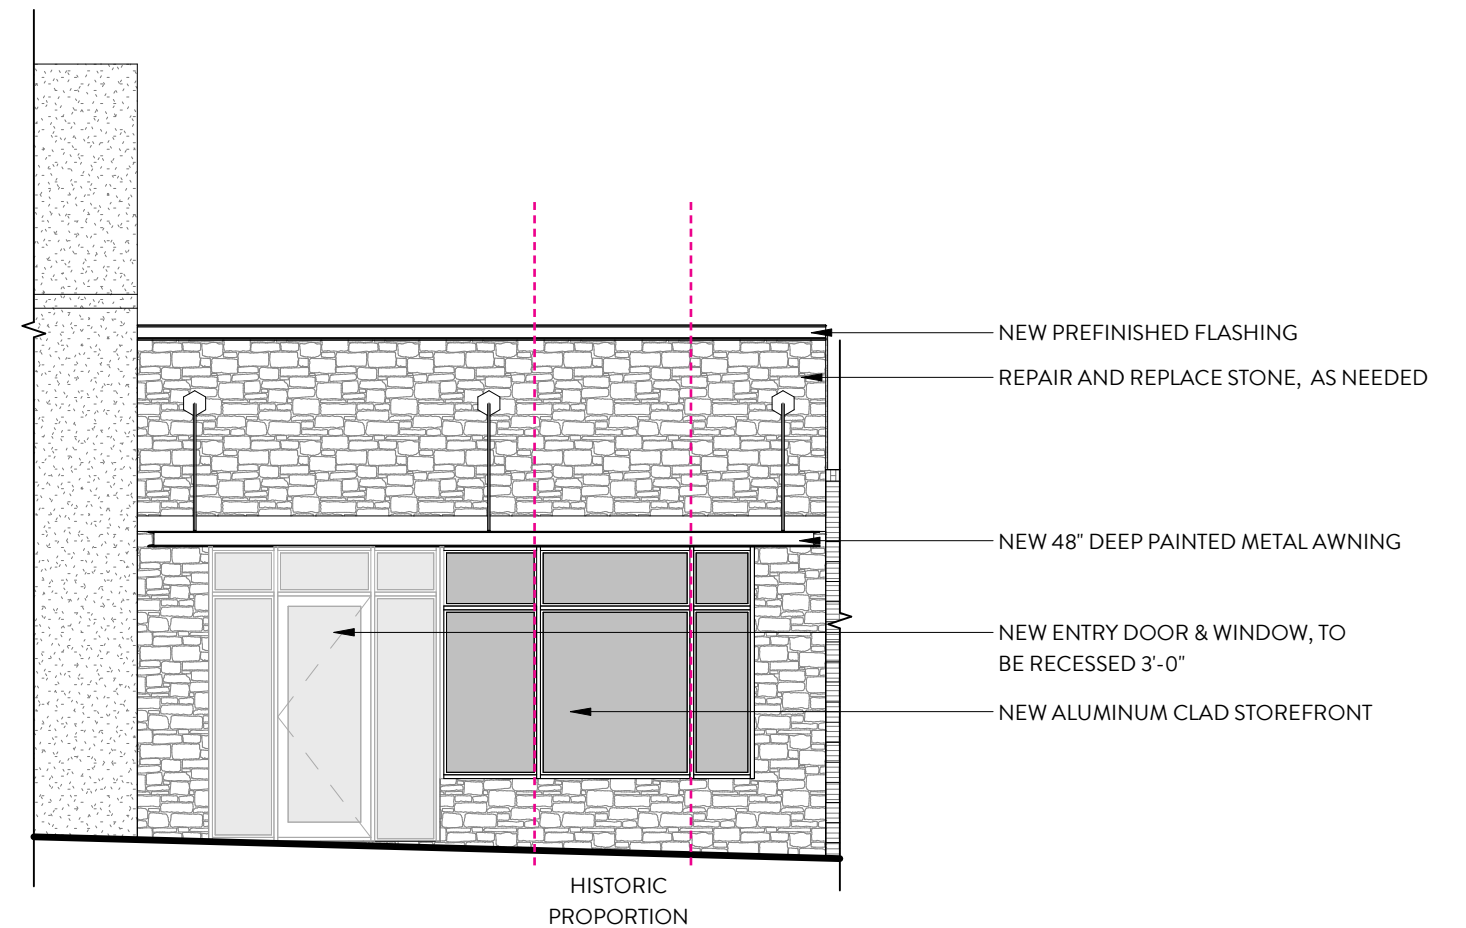 NEW PREFINISHED FLASHING
REPAIR AND REPLACE STONE, AS NEEDED
NEW 48" DEEP PAINTED METAL AWNING
NEW ENTRY DOOR & WINDOW, TO
BE RECESSED 3'-0"
NEW ALUMINUM CLAD STOREFRONT
HISTORIC
PROPORTION